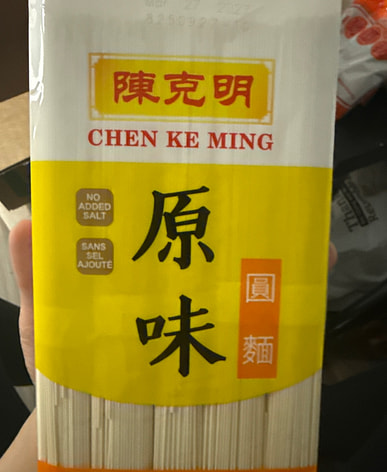 陳克明
CHEN KE MING
NO
ADDED
SALT
SANS
SEL
AJOUTÉ
原味
圓麵